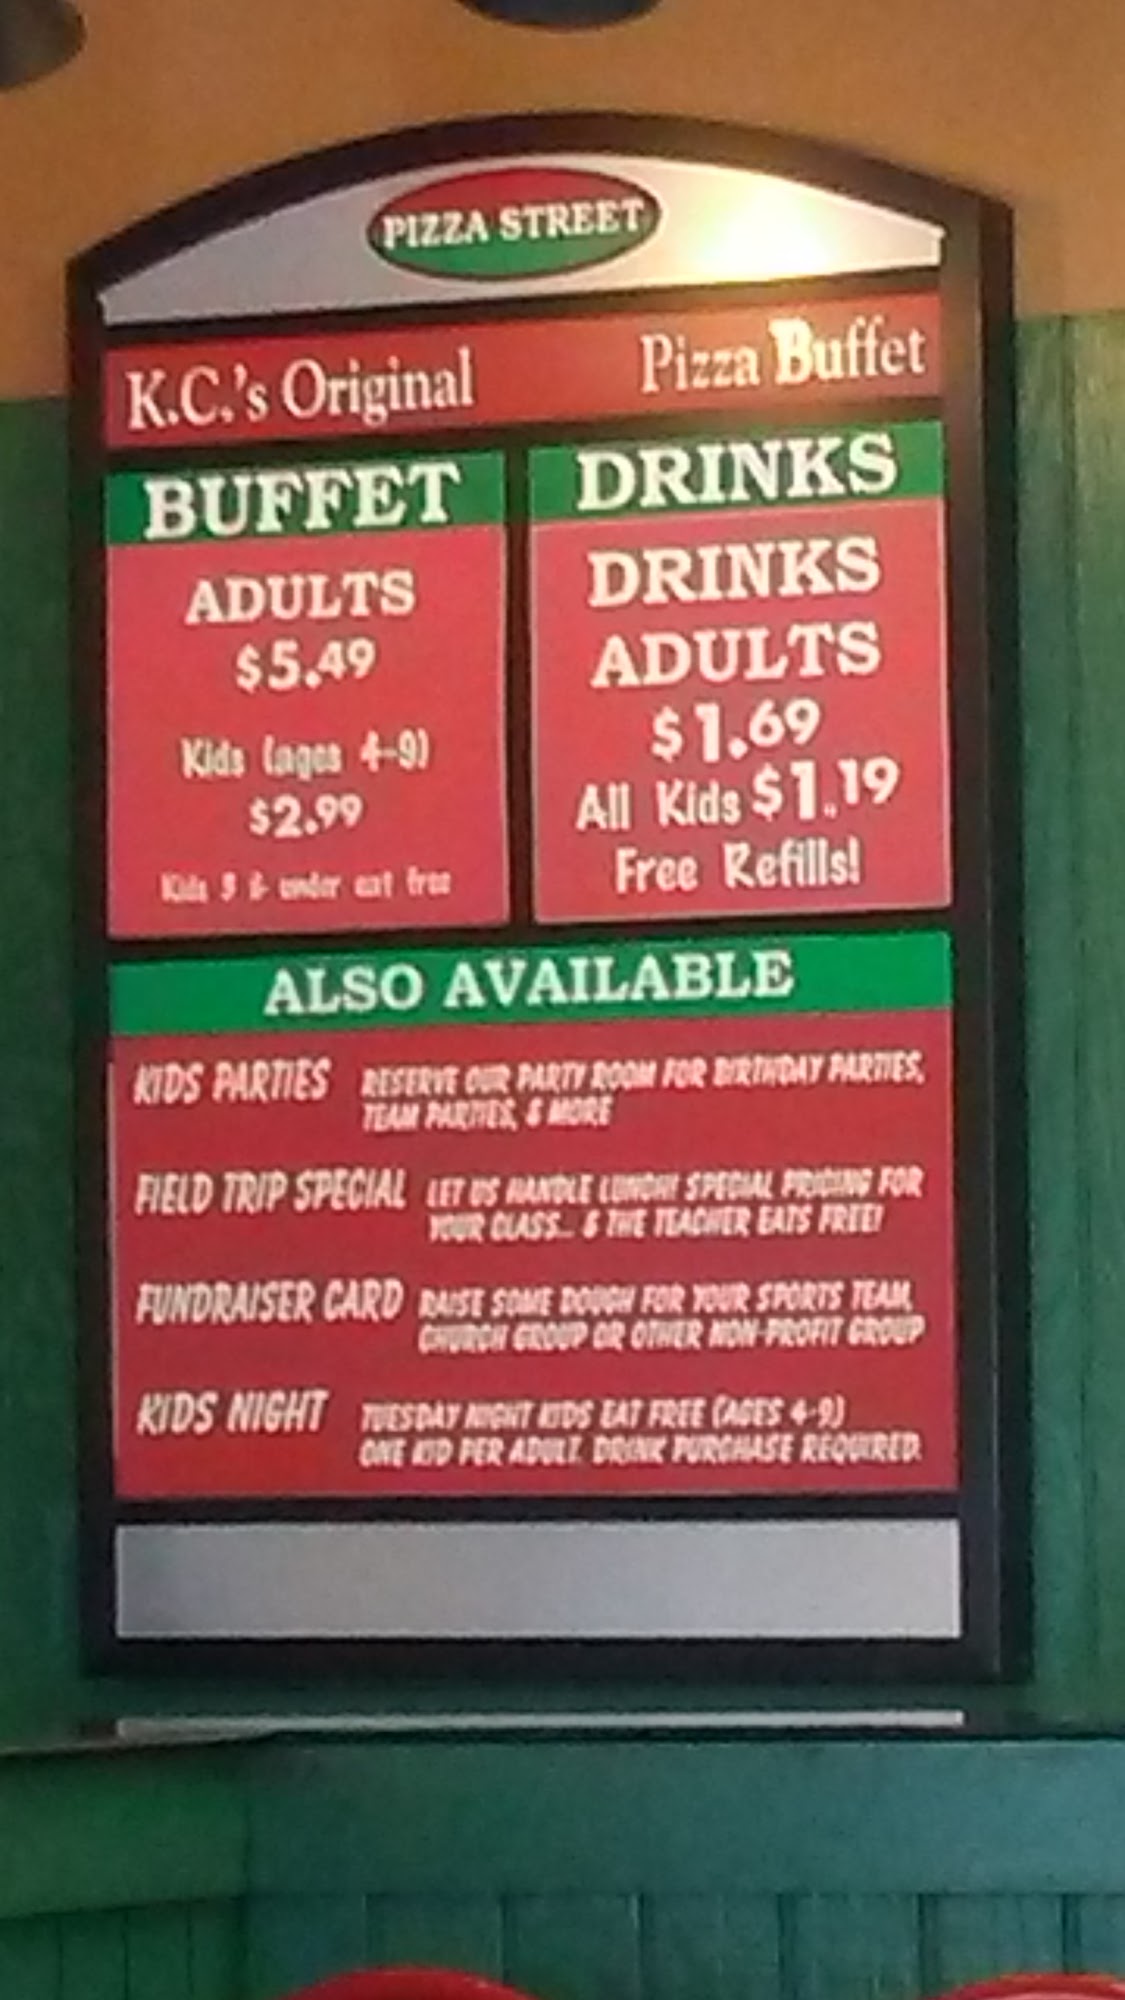 PIZZA STREET
K.C.'s Original Pizza Buffet
BUFFET
ADULTS
$5.49
Kids (ages 4-9)
$2.99
Kids 3 & under eat free
DRINKS
DRINKS
ADULTS
$1.69
All Kids $1.19
Free Refills!
ALSO AVAILABLE
KIDS PARTIES RESERVE OUR PARTY ROOM FOR BIRTHDAY PARTIES,
TEAM PARTIES, & MORE
FIELD TRIP SPECIAL LET US HANDLE LUNCH! SPECIAL PRICING FOR
YOUR CLASS... & THE TEACHER EATS FREE!
FUNDRAISER CARD RAISE SOME DOUGH FOR YOUR SPORTS TEAM,
CHURCH GROUP OR OTHER NON-PROFIT GROUP
KIDS NIGHT TUESDAY NIGHT KIDS EAT FREE (AGES 4-9)
ONE KID PER ADULT. DRINK PURCHASE REQUIRED.